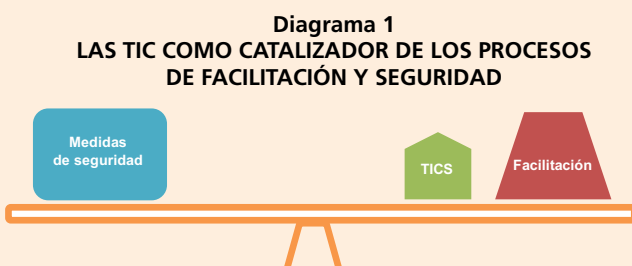 Diagrama 1
LAS TIC COMO CATALIZADOR DE LOS PROCESOS
DE FACILITACIÓN Y SEGURIDAD
Medidas
de seguridad
TICS
Facilitación